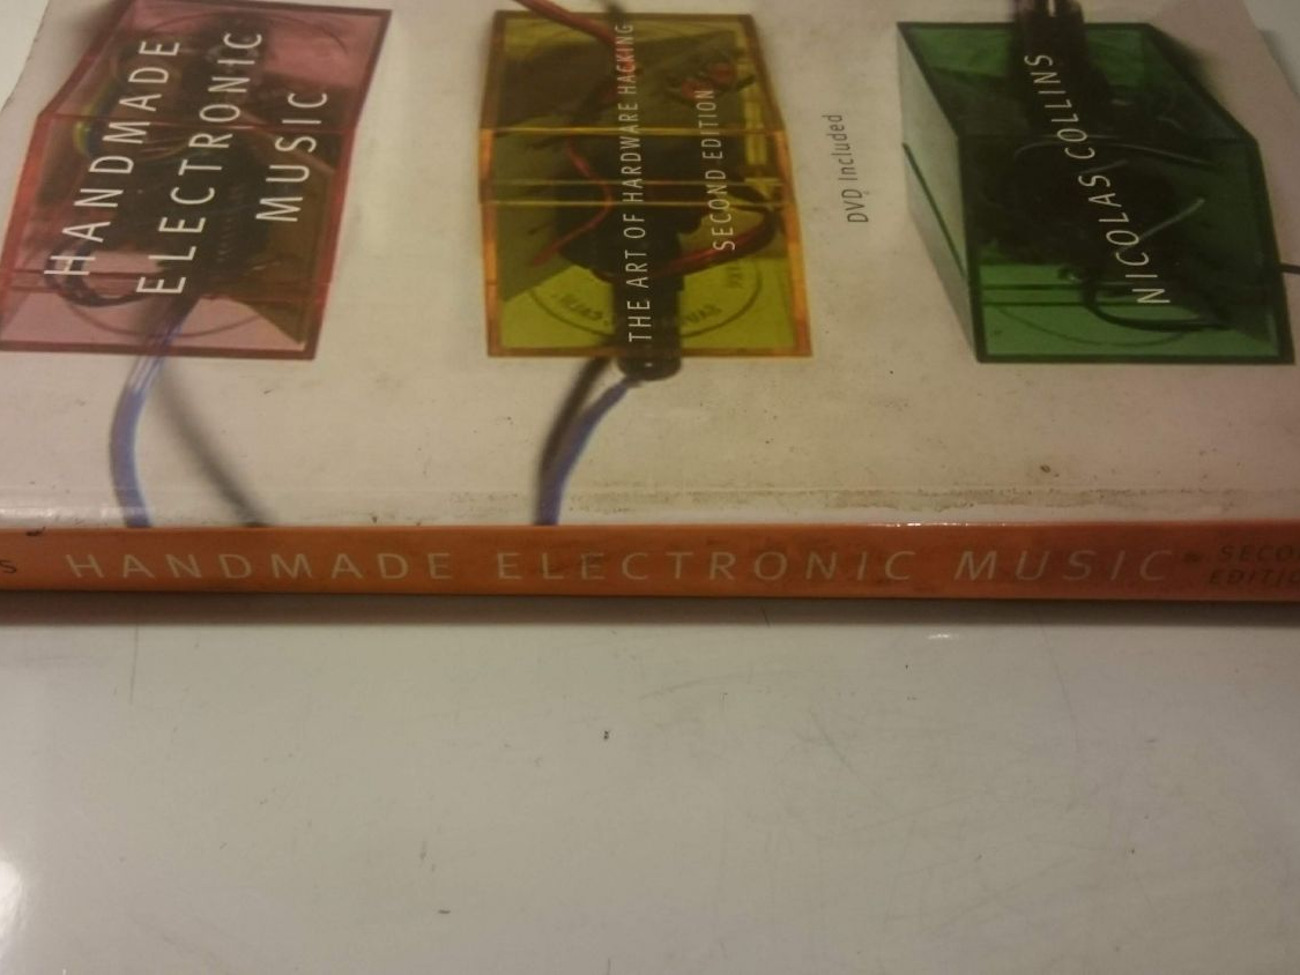 HANDMADE
ELECTRONIC
MUSIC
THE ART OF HARDWARE HACKING
SECOND EDITION
DVD Included
NICOLAS COLLINS
S HANDMADE ELECTRONIC MUSIC